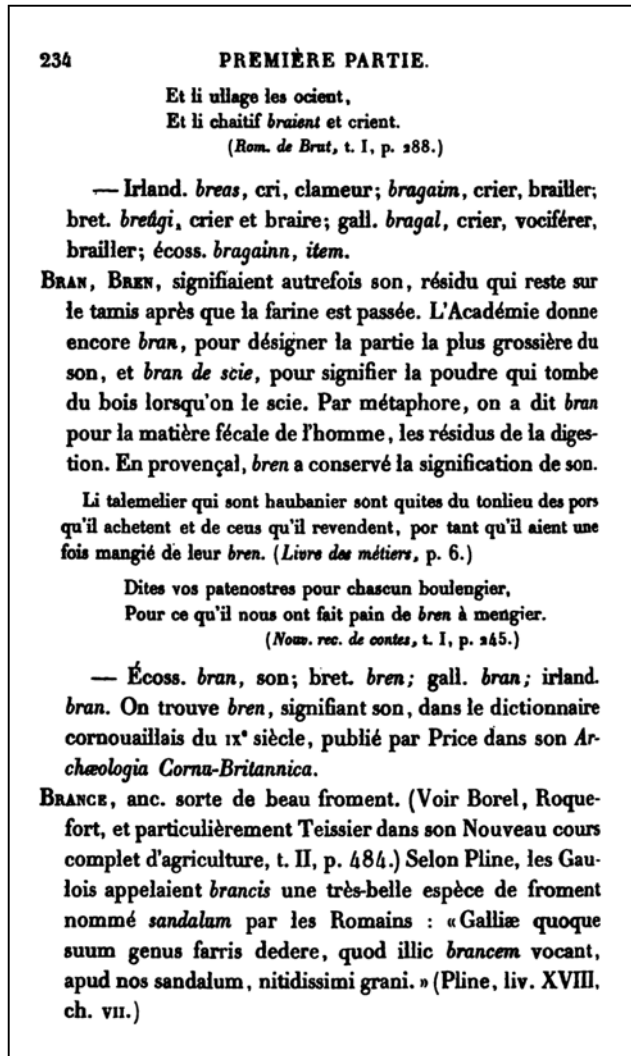 234 PREMIÈRE PARTIE.
Et li ullage les ocient,
Et li chaitif braient et crient.
(Rom. de Brut, t. I, p. 288.)
— Irland. breas, cri, clameur; bragaim, crier, brailler;
bret. breûgi, crier et braire; gall. bragal, crier, vociférer,
brailler; écoss. bragainn, item.
BRAN, BREN, signifiaient autrefois son, résidu qui reste sur
le tamis après que la farine est passée. L'Académie donne
encore bran, pour désigner la partie la plus grossière du
son, et bran de scie, pour signifier la poudre qui tombe
du bois lorsqu'on le scie. Par métaphore, on a dit bran
pour la matière fécale de l'homme, les résidus de la diges-
tion. En provençal, bren a conservé la signification de son.
Li talemelier qui sont haubanier sont quites du tonlieu des pors
qu'il achetent et de ceus qu'il revendent, por tant qu'il aient une
fois mangié de leur bren. (Livre des métiers, p. 6.)
Dites vos patenostres pour chascun boulengier,
Pour ce qu'il nous ont fait pain de bren à mengier.
(Nouv. rec. de contes, t. I, p. 245.)
— Écoss. bran, son; bret. bren; gall. bran; irland.
bran. On trouve bren, signifiant son, dans le dictionnaire
cornouaillais du IXe siècle, publié par Price dans son Ar-
chæologia Cornu-Britannica.
BRANCE, anc. sorte de beau froment. (Voir Borel, Roque-
fort, et particulièrement Teissier dans son Nouveau cours
complet d'agriculture, t. II, p. 484.) Selon Pline, les Gau-
lois appelaient brancis une très-belle espèce de froment
nommé sandalum par les Romains : «Galliæ quoque
suum genus farris dedere, quod illic brancem vocant,
apud nos sandalum, nitidissimi grani.» (Pline, liv. XVIII,
ch. VII.)